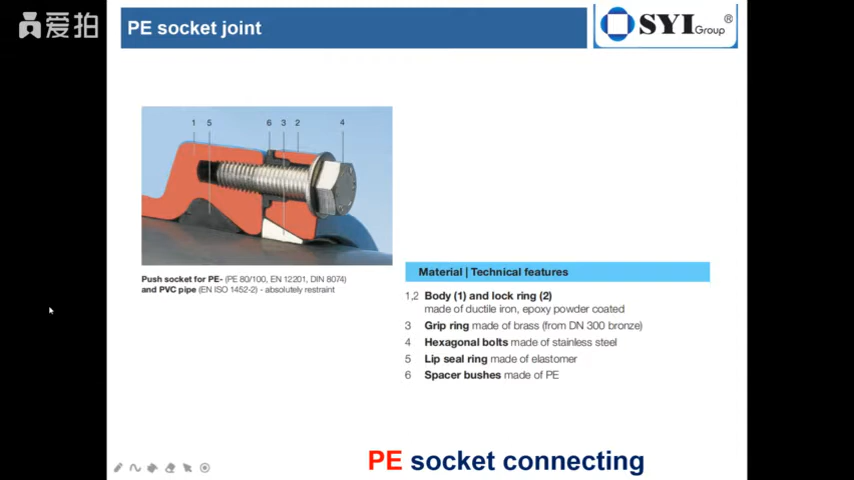 爱拍
PE socket joint
SYI Group ®
1 5 6 3 2 4
Push socket for PE- (PE 80/100, EN 12201, DIN 8074)
and PVC pipe (EN ISO 1452-2) - absolutely restraint
Material | Technical features
1,2 Body (1) and lock ring (2)
made of ductile iron, epoxy powder coated
3 Grip ring made of brass (from DN 300 bronze)
4 Hexagonal bolts made of stainless steel
5 Lip seal ring made of elastomer
6 Spacer bushes made of PE
PE socket connecting